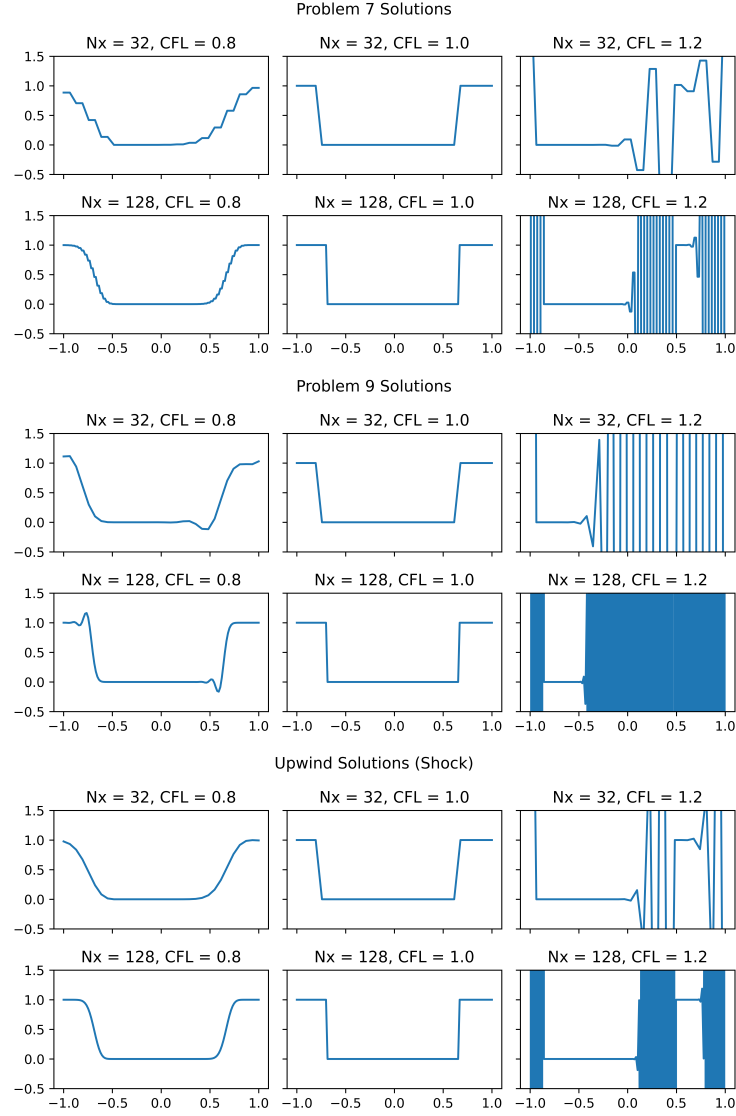 Problem 7 Solutions
Nx = 32, CFL = 0.8 Nx = 32, CFL = 1.0 Nx = 32, CFL = 1.2
1.5
1.0
0.5
0.0
−0.5
Nx = 128, CFL = 0.8 Nx = 128, CFL = 1.0 Nx = 128, CFL = 1.2
1.5
1.0
0.5
0.0
−0.5
−1.0 −0.5 0.0 0.5 1.0 −1.0 −0.5 0.0 0.5 1.0 −1.0 −0.5 0.0 0.5 1.0
Problem 9 Solutions
Nx = 32, CFL = 0.8 Nx = 32, CFL = 1.0 Nx = 32, CFL = 1.2
1.5
1.0
0.5
0.0
−0.5
Nx = 128, CFL = 0.8 Nx = 128, CFL = 1.0 Nx = 128, CFL = 1.2
1.5
1.0
0.5
0.0
−0.5
−1.0 −0.5 0.0 0.5 1.0 −1.0 −0.5 0.0 0.5 1.0 −1.0 −0.5 0.0 0.5 1.0
Upwind Solutions (Shock)
Nx = 32, CFL = 0.8 Nx = 32, CFL = 1.0 Nx = 32, CFL = 1.2
1.5
1.0
0.5
0.0
−0.5
Nx = 128, CFL = 0.8 Nx = 128, CFL = 1.0 Nx = 128, CFL = 1.2
1.5
1.0
0.5
0.0
−0.5
−1.0 −0.5 0.0 0.5 1.0 −1.0 −0.5 0.0 0.5 1.0 −1.0 −0.5 0.0 0.5 1.0